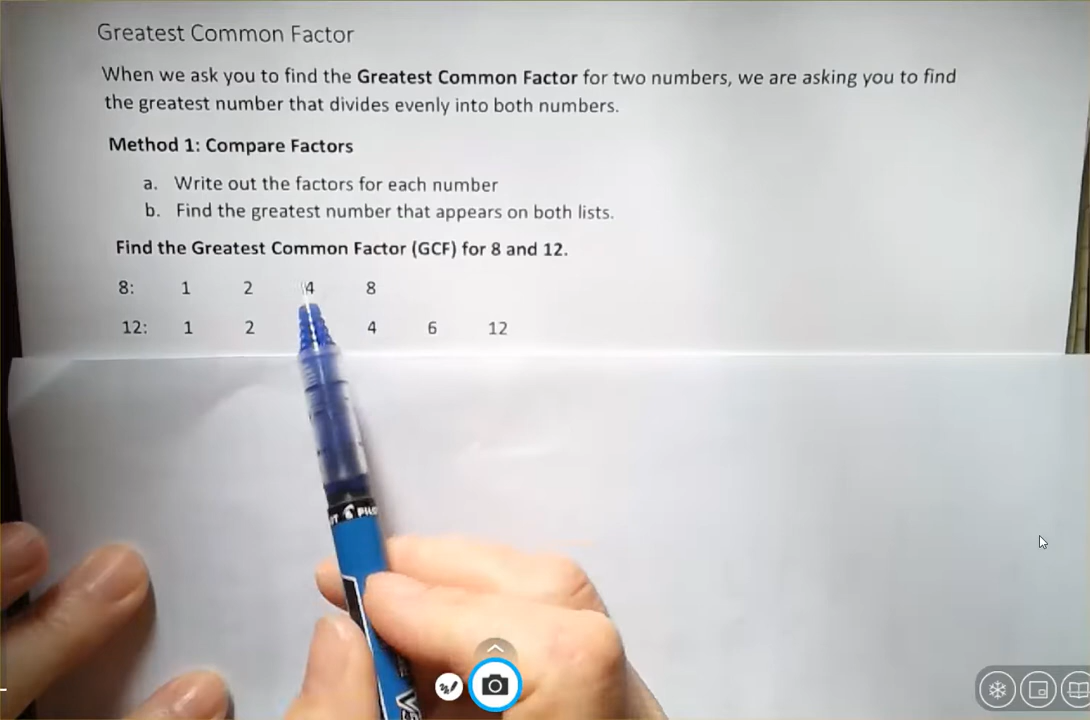 Greatest Common Factor
When we ask you to find the Greatest Common Factor for two numbers, we are asking you to find
the greatest number that divides evenly into both numbers.
Method 1: Compare Factors
a. Write out the factors for each number
b. Find the greatest number that appears on both lists.
Find the Greatest Common Factor (GCF) for 8 and 12.
8: 1 2 4 8
12: 1 2 4 6 12
V5